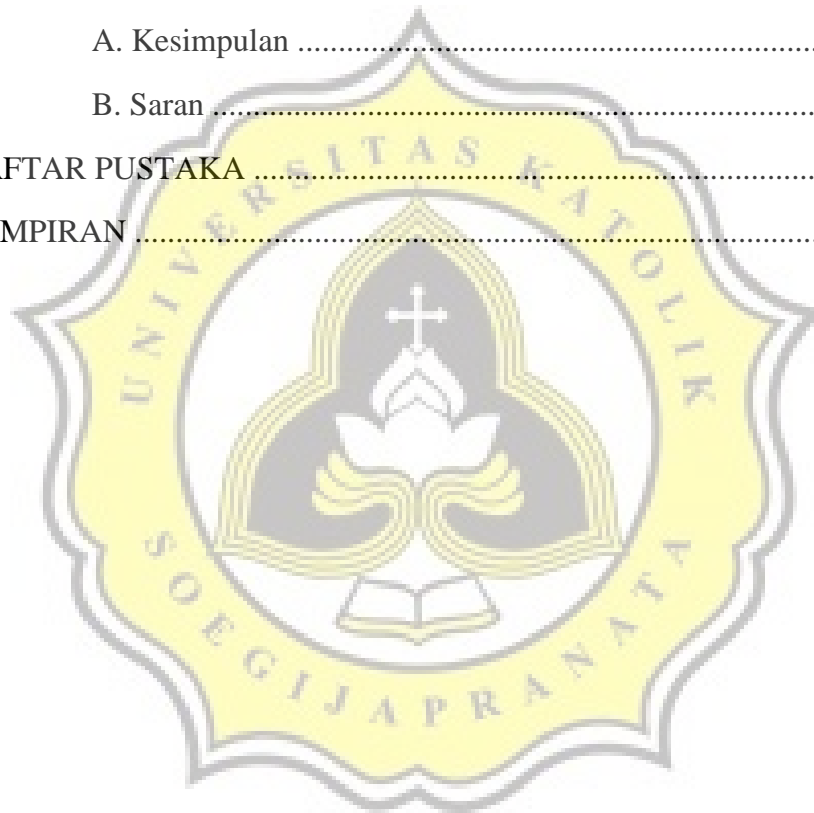 A. Kesimpulan ................................................................
B. Saran ..........................................................................
AFTAR PUSTAKA .....................................................................
MPIRAN ...................................................................................
UNIVERSITAS KATOLIK
SOEGIJAPRANATA